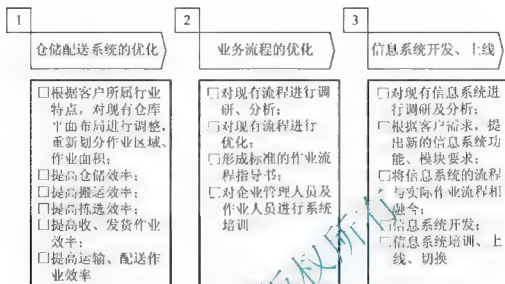 1
仓储配送系统的优化
□根据客户所属行业
特点，对现有仓库
平面布局进行调整，
重新划分作业区域、
作业面积；
□提高仓储效率；
□提高搬运效率；
□提高拣选效率；
□提高收、发货作业
效率；
□提高运输、配送作
业效率
2
业务流程的优化
□对现有流程进行调
研、分析；
□对现有流程进行
优化；
□形成标准的作业流
程指导书；
□对企业管理人员及
作业人员进行系统
培训
3
信息系统开发、上线
□对现有信息系统进
行调研及分析；
□根据客户需求，提
出新的信息系统功
能、模块要求；
□将信息系统的流程
与实际作业流程相
融合；
□信息系统开发；
□信息系统培训、上
线、切换
版权所有